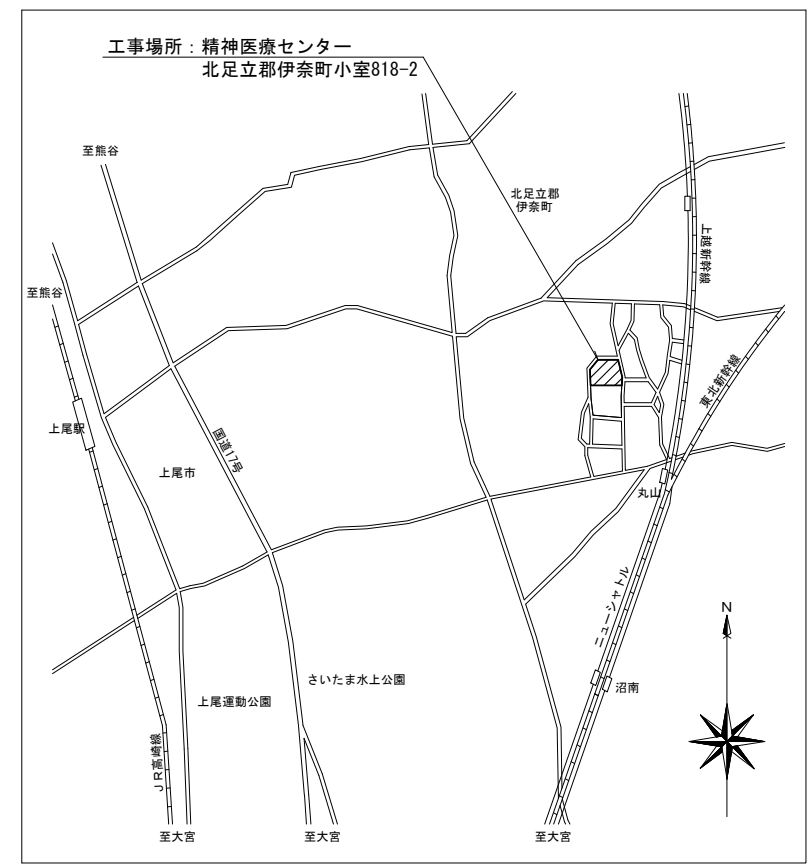 工事場所：精神医療センター
北足立郡伊奈町小室818-2
至熊谷
北足立郡
伊奈町
上越新幹線
至熊谷
東北新幹線
上尾駅
国道17号
上尾市
丸山
ニューシャトル
N
さいたま水上公園
上尾運動公園
沼南
JR高崎線
至大宮
至大宮
至大宮